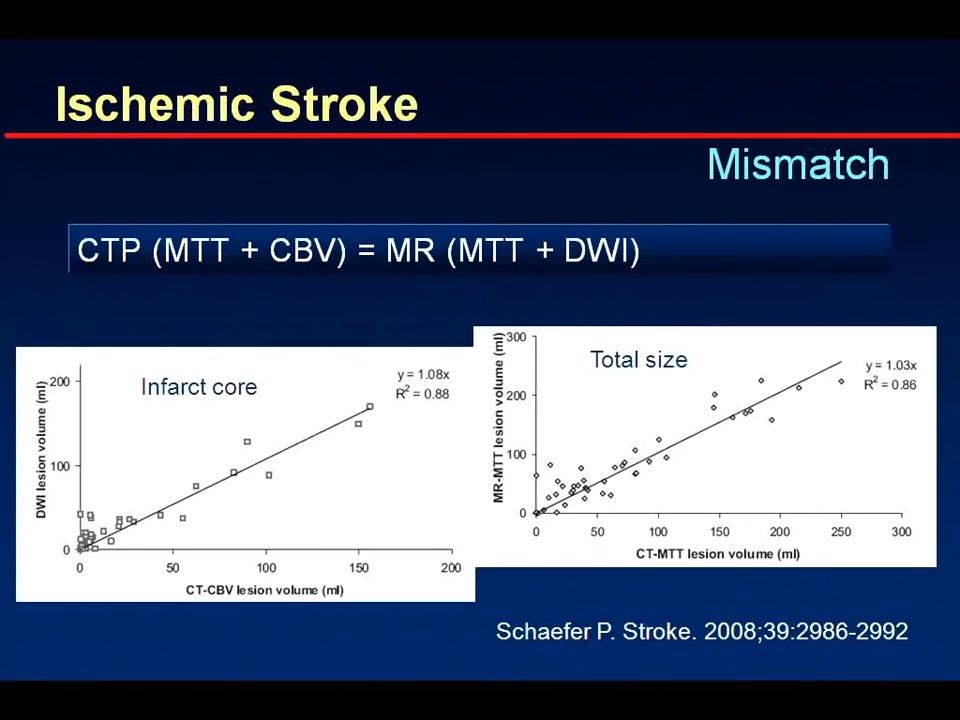 Ischemic Stroke
Mismatch
CTP (MTT + CBV) = MR (MTT + DWI)
Infarct core
y = 1.08x
R² = 0.88
DWI lesion volume (ml)
200
100
0
0 50 100 150 200
CT-CBV lesion volume (ml)
Total size
y = 1.03x
R² = 0.86
MR-MTT lesion volume (ml)
300
200
100
0
0 50 100 150 200 250 300
CT-MTT lesion volume (ml)
Schaefer P. Stroke. 2008;39:2986-2992